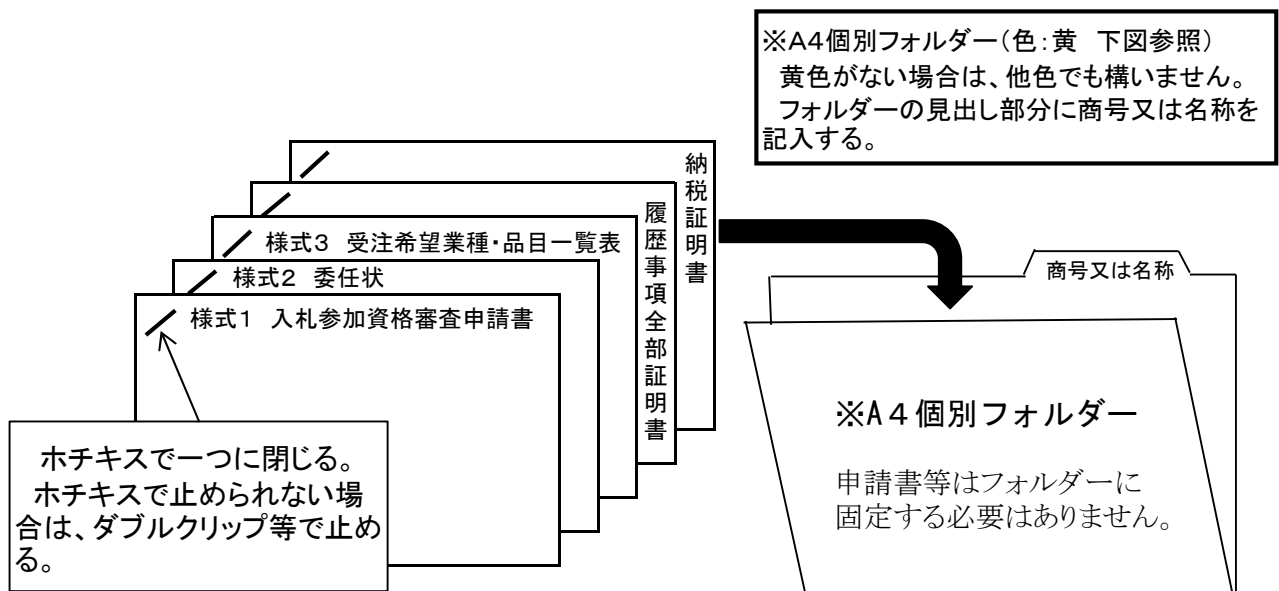 ※A4個別フォルダー(色:黄　下図参照)
黄色がない場合は、他色でも構いません。
フォルダーの見出し部分に商号又は名称を
記入する。
納税証明書
履歴事項全部証明書
様式3　受注希望業種・品目一覧表
様式2　委任状
様式1　入札参加資格審査申請書
ホチキスで一つに閉じる。
ホチキスで止められない場
合は、ダブルクリップ等で止め
る。
商号又は名称
※A4個別フォルダー
申請書等はフォルダーに
固定する必要はありません。